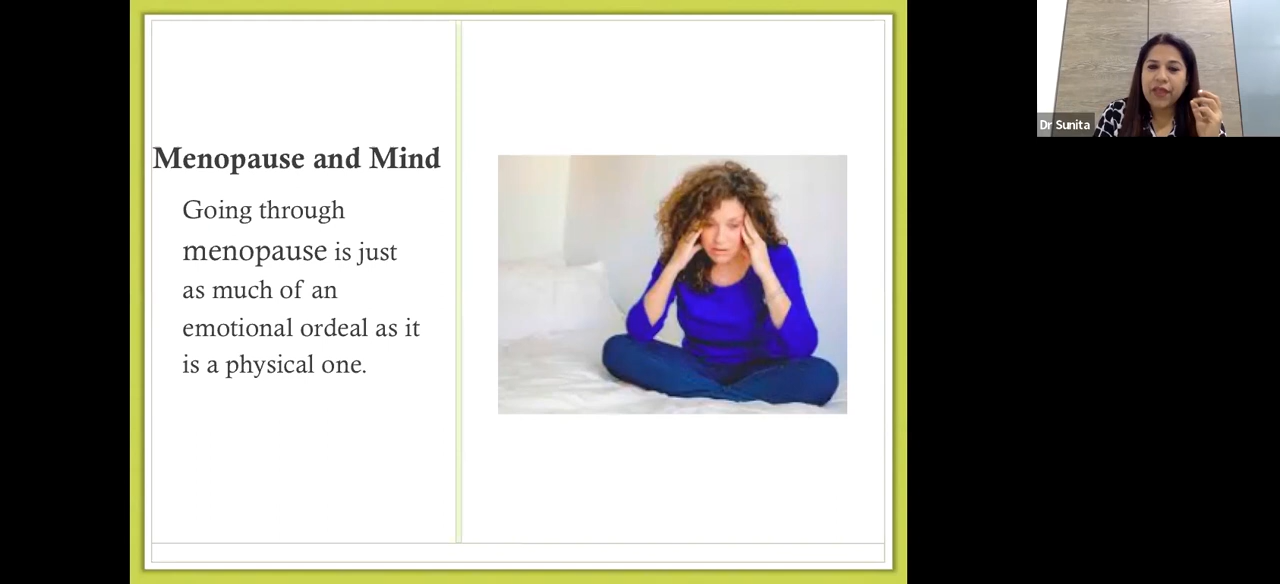 Menopause and Mind
Going through
menopause is just
as much of an
emotional ordeal as it
is a physical one.
Dr Sunita